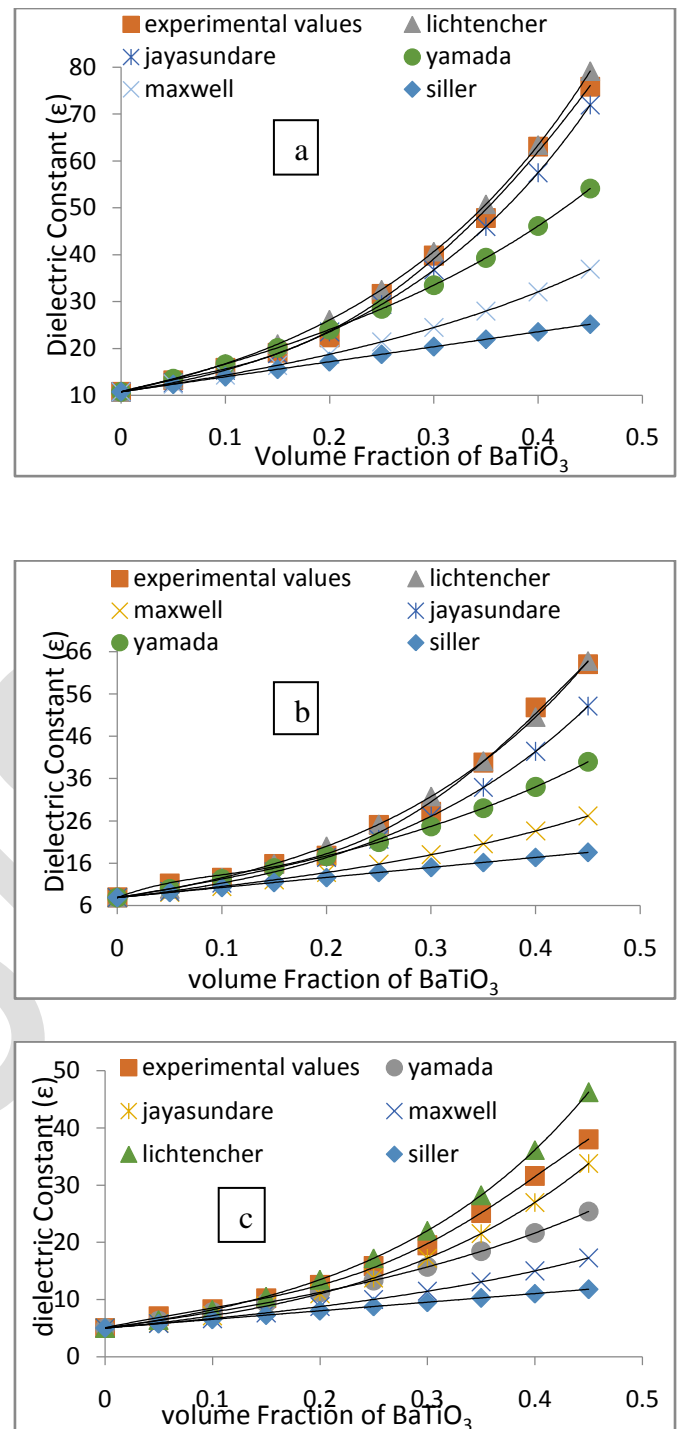 experimental values lichtencher
jayasundare yamada
maxwell siller
Dielectric Constant (ε)
80
70
60
50
40
30
20
10
a
0 0.1 0.2 0.3 0.4 0.5
Volume Fraction of BaTiO₃
experimental values lichtencher
maxwell jayasundare
yamada siller
Dielectric Constant (ε)
66
56
46
36
26
16
6
b
0 0.1 0.2 0.3 0.4 0.5
volume Fraction of BaTiO₃
experimental values yamada
jayasundare maxwell
lichtencher siller
dielectric Constant (ε)
50
40
30
20
10
0
c
0 0.1 0.2 0.3 0.4 0.5
volume Fraction of BaTiO₃